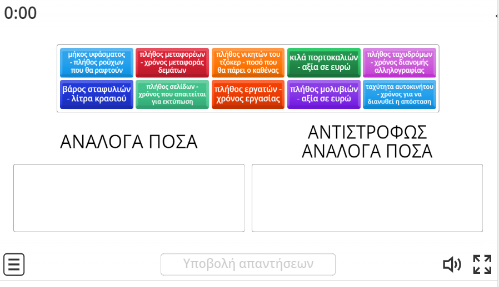 0:00
μήκος υφάσματος
- πλήθος ρούχων
που θα ραφτούν
πλήθος μεταφορέων
- χρόνος μεταφοράς
δεμάτων
πλήθος νικητών του
τζόκερ - ποσό που
θα πάρει ο καθένας
κιλά πορτοκαλιών
- αξία σε ευρώ
πλήθος ταχυδρόμων
- χρόνος διανομής
αλληλογραφίας
βάρος σταφυλιών
- λίτρα κρασιού
πλήθος σελίδων -
χρόνος που απαιτείται
για εκτύπωση
πλήθος εργατών -
χρόνος εργασίας
πλήθος μολυβιών
- αξία σε ευρώ
ταχύτητα αυτοκινήτου
- χρόνος για να
διανυθεί η απόσταση
ΑΝΑΛΟΓΑ ΠΟΣΑ
ΑΝΤΙΣΤΡΟΦΩΣ
ΑΝΑΛΟΓΑ ΠΟΣΑ
Υποβολή απαντήσεων